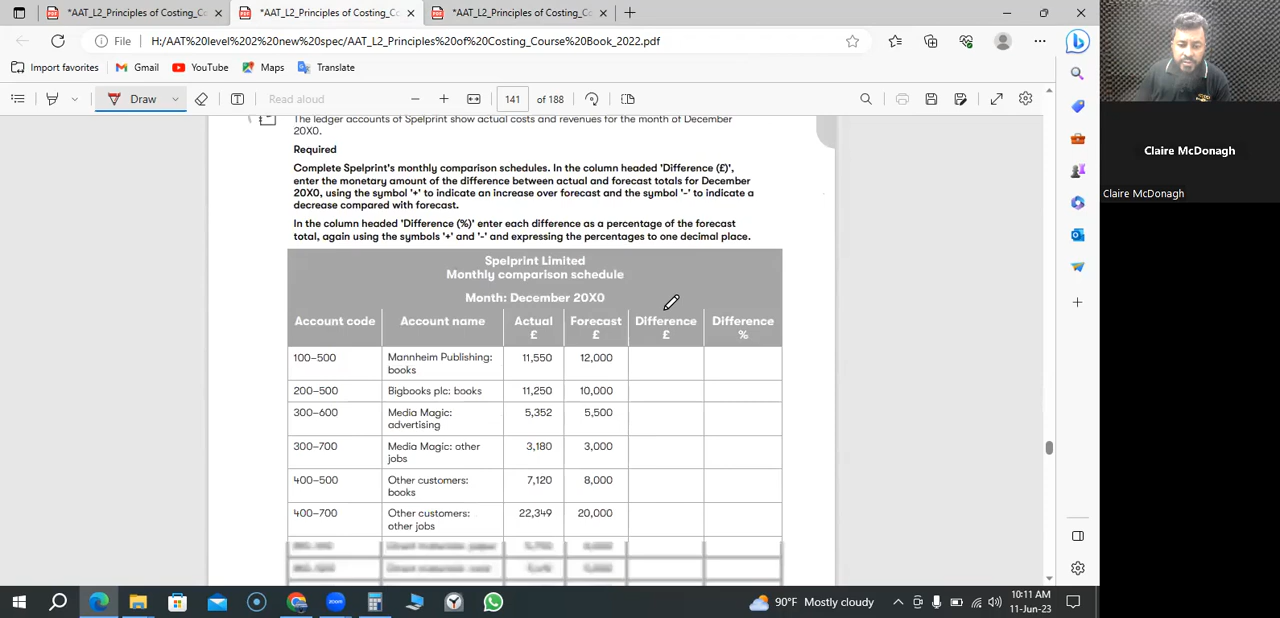 *AAT_L2_Principles of Costing_Co
*AAT_L2_Principles of Costing_Co
*AAT_L2_Principles of Costing_Co
File H:/AAT%20level%202%20new%20spec/AAT_L2_Principles%20of%20Costing_Course%20Book_2022.pdf
Import favorites Gmail YouTube Maps Translate
Draw Read aloud 141 of 188
The ledger accounts of Spelprint show actual costs and revenues for the month of December
20X0.
Required
Complete Spelprint's monthly comparison schedules. In the column headed 'Difference (£)',
enter the monetary amount of the difference between actual and forecast totals for December
20X0, using the symbol '+' to indicate an increase over forecast and the symbol '-' to indicate a
decrease compared with forecast.
In the column headed 'Difference (%)' enter each difference as a percentage of the forecast
total, again using the symbols '+' and '-' and expressing the percentages to one decimal place.
Spelprint Limited
Monthly comparison schedule
Month: December 20X0
Account code Account name Actual Forecast Difference Difference
£ £ £ %
100–500 Mannheim Publishing: 11,550 12,000
books
200–500 Bigbooks plc: books 11,250 10,000
300–600 Media Magic: 5,352 5,500
advertising
300–700 Media Magic: other 3,180 3,000
jobs
400–500 Other customers: 7,120 8,000
books
400–700 Other customers: 22,349 20,000
other jobs
Claire McDonagh
Claire McDonagh
90°F Mostly cloudy
10:11 AM
11-Jun-23